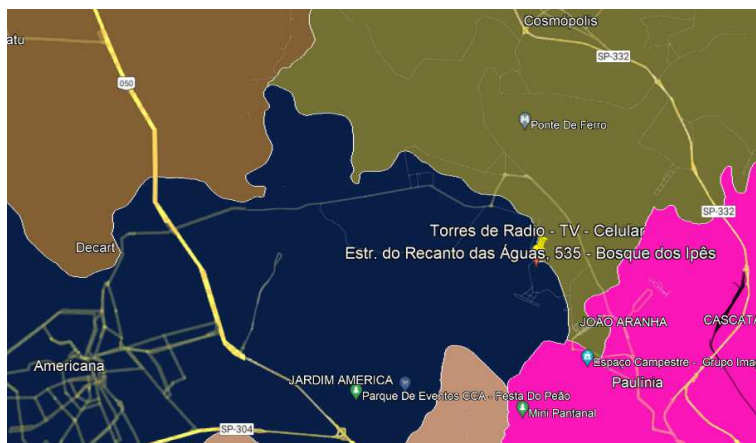 Cosmópolis
atu
SP-332
050
Ponte De Ferro
SP-332
Torres de Radio - TV - Celular
Decart
Estr. do Recanto das Águas, 535 - Bosque dos Ipês
JOÃO ARANHA
CASCATA
Espaço Campestre - Grupo Ima
Americana
JARDIM AMERICA
Paulínia
Parque De Eventos CCA - Festa Do Peão
Mini Pantanal
SP-304